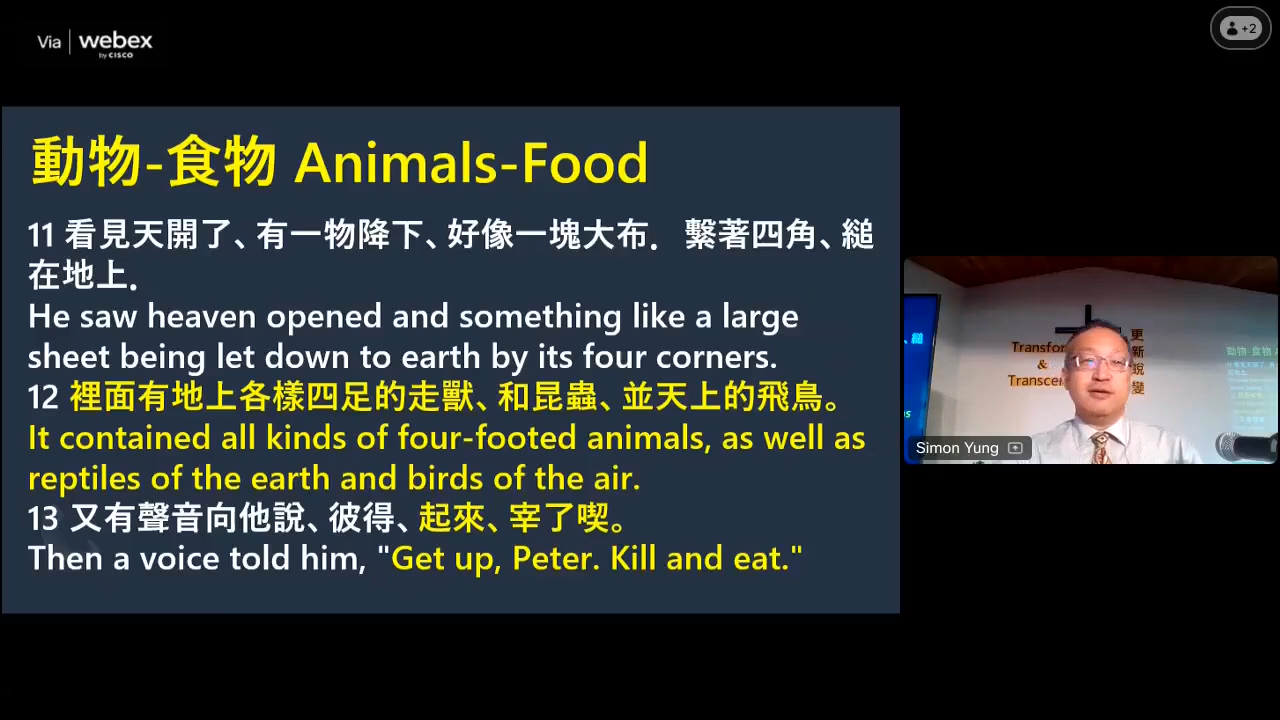 Via webex
by CISCO
+2
動物-食物 Animals-Food
11 看見天開了、有一物降下、好像一塊大布． 繫著四角、縋
在地上．
He saw heaven opened and something like a large
sheet being let down to earth by its four corners.
12 裡面有地上各樣四足的走獸、和昆蟲、並天上的飛鳥。
It contained all kinds of four-footed animals, as well as
reptiles of the earth and birds of the air.
13 又有聲音向他說、彼得、起來、宰了喫。
Then a voice told him, "Get up, Peter. Kill and eat."
&
更
新
變
Simon Yung